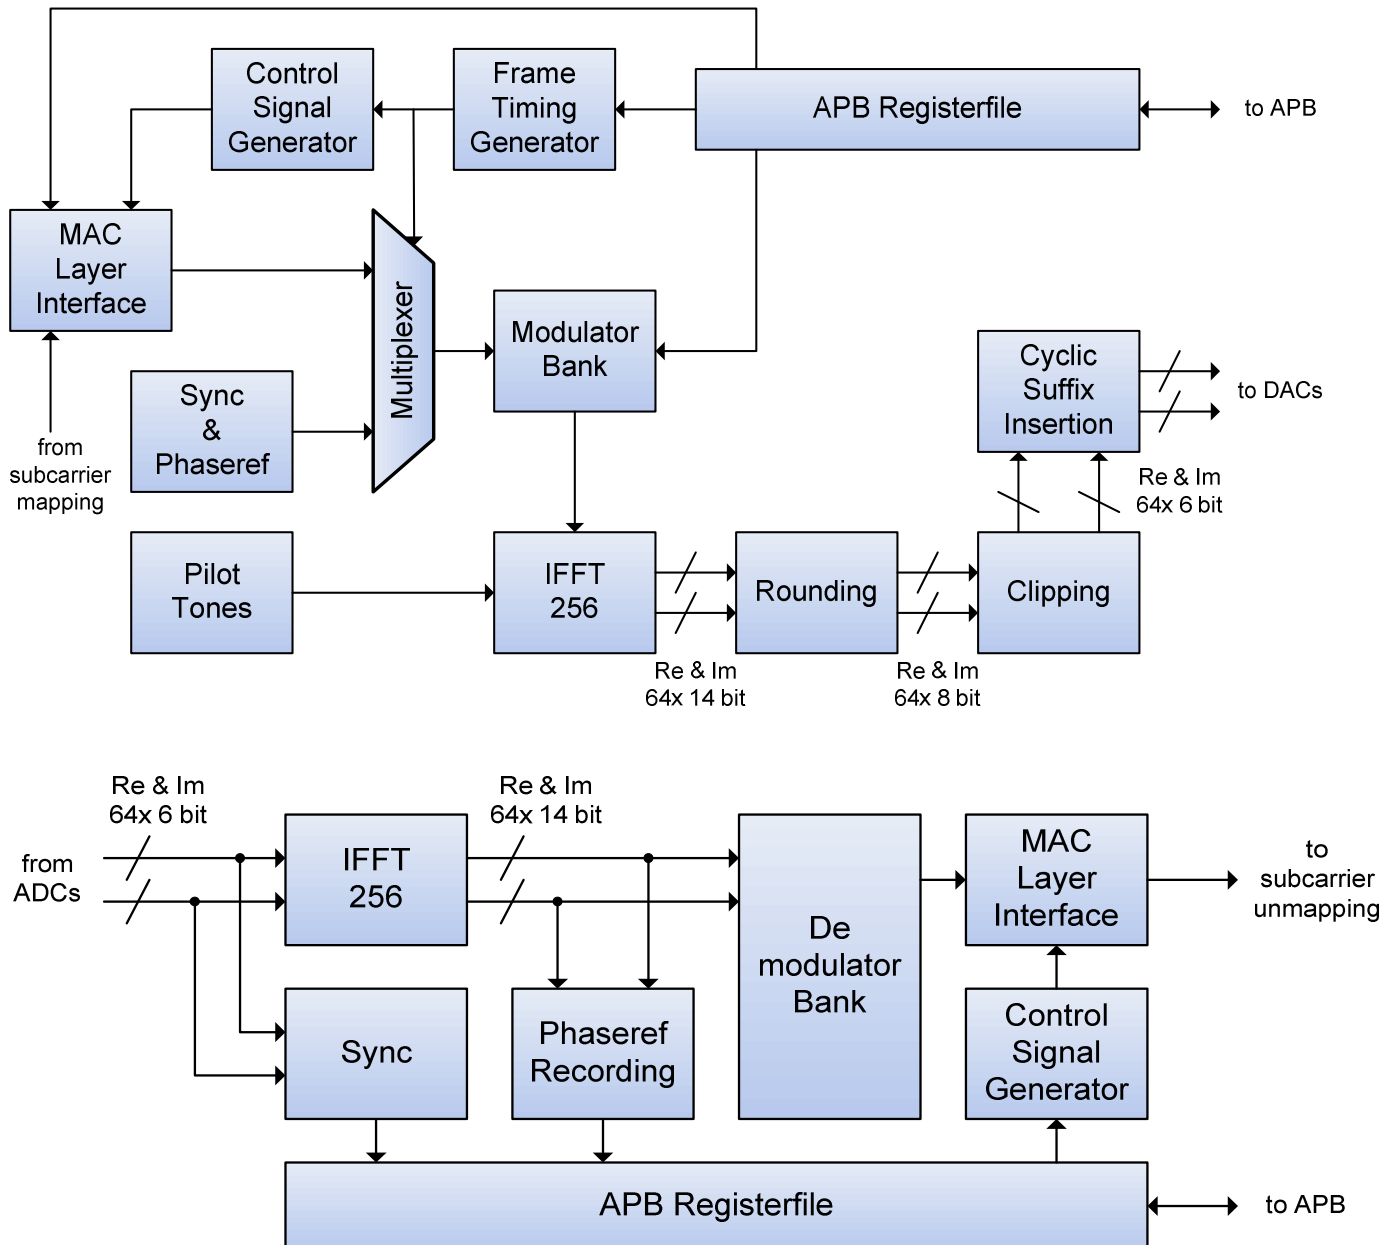 Control
Signal
Generator
Frame
Timing
Generator
APB Registerfile
to APB
MAC
Layer
Interface
Multiplexer
Modulator
Bank
Cyclic
Suffix
Insertion
to DACs
Sync
&
Phaseref
from
subcarrier
mapping
Re & Im
64x 6 bit
Pilot
Tones
IFFT
256
Rounding
Clipping
Re & Im
64x 14 bit
Re & Im
64x 8 bit
Re & Im
64x 6 bit
Re & Im
64x 14 bit
from
ADCs
IFFT
256
De
modulator
Bank
MAC
Layer
Interface
to
subcarrier
unmapping
Sync
Phaseref
Recording
Control
Signal
Generator
APB Registerfile
to APB